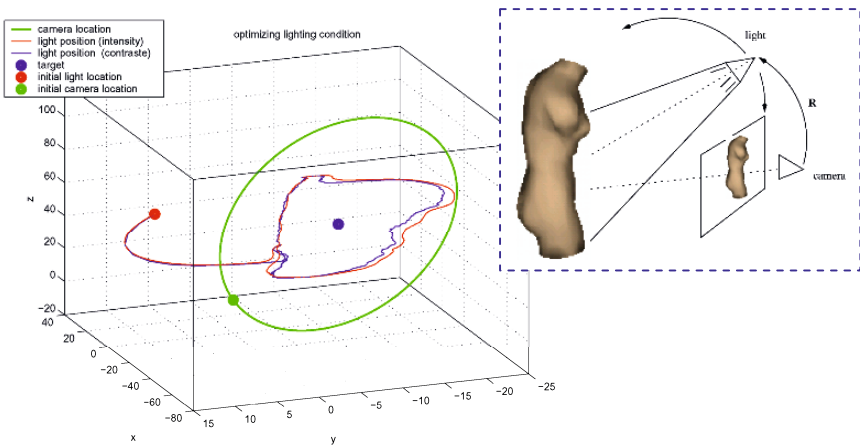 camera location
light position (intensity)
light position (contraste)
target
initial light location
initial camera location
optimizing lighting condition
100
80
60
40
20
0
−20
z
40
20
0
−20
−40
−60
−80
x
15
10
5
0
−5
−10
−15
−20
−25
y
light
R
camera